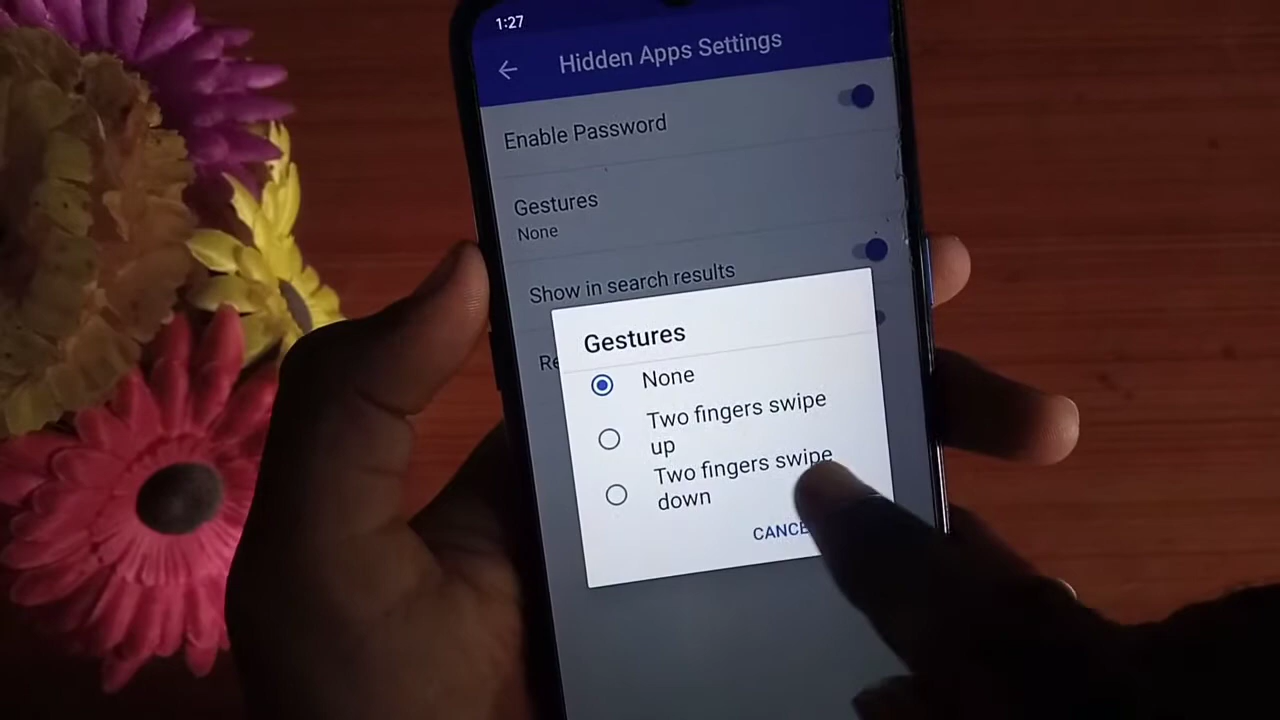 1:27
Hidden Apps Settings
Enable Password
Gestures
None
Show in search results
Gestures
None
Two fingers swipe
up
Two fingers swipe
down